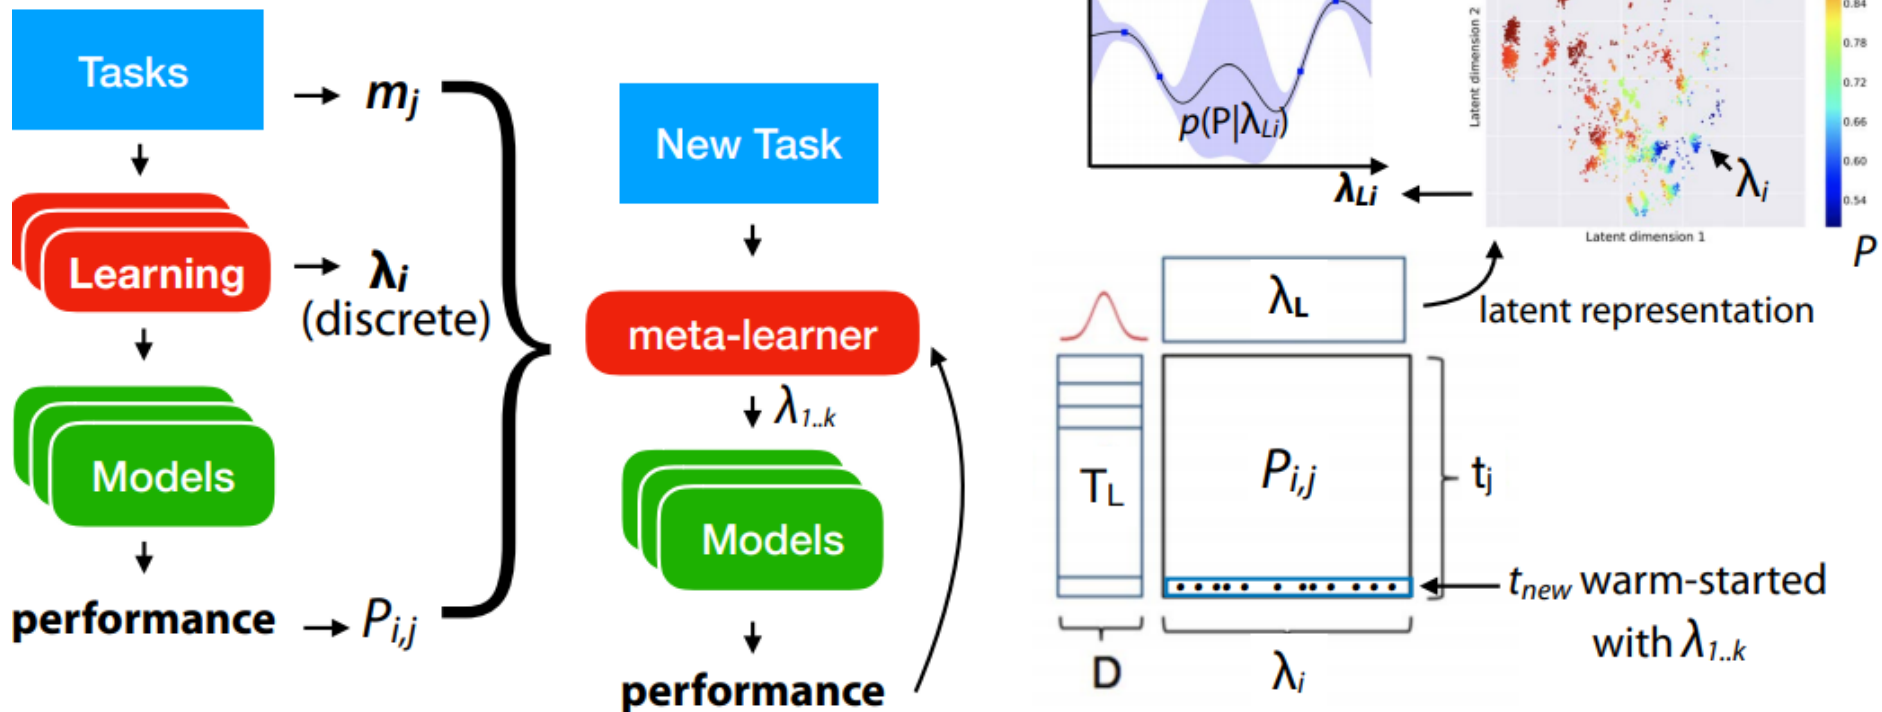 Tasks
mj
Learning
λi
(discrete)
Models
performance
Pi,j
New Task
meta-learner
λ1..k
Models
performance
p(P|λLi)
λLi
Latent dimension 2
Latent dimension 1
0.84
0.78
0.72
0.66
0.60
0.54
P
λi
λL
latent representation
TL
Pi,j
tj
tnew warm-started
with λ1..k
D
λi